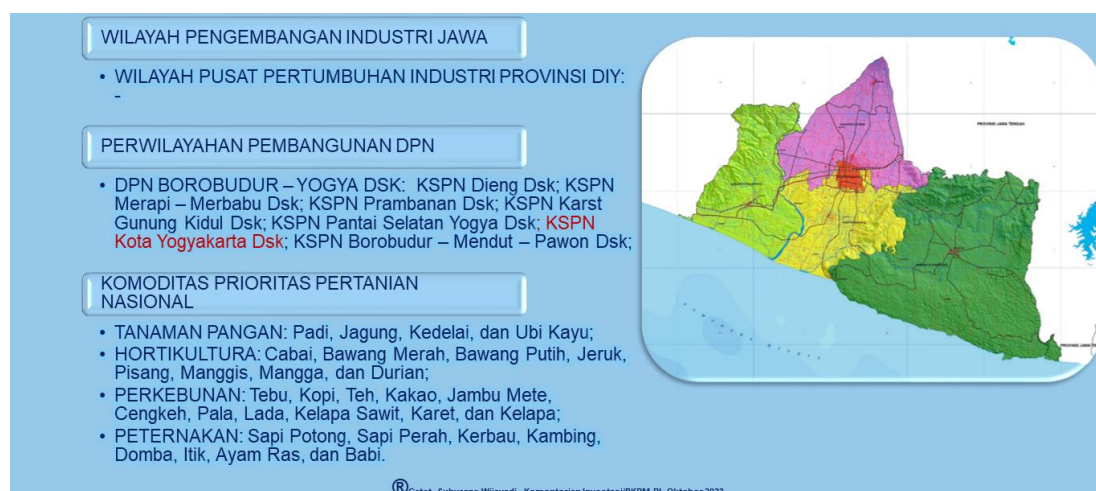 WILAYAH PENGEMBANGAN INDUSTRI JAWA
• WILAYAH PUSAT PERTUMBUHAN INDUSTRI PROVINSI DIY:
-
PERWILAYAHAN PEMBANGUNAN DPN
• DPN BOROBUDUR – YOGYA DSK: KSPN Dieng Dsk; KSPN
Merapi – Merbabu Dsk; KSPN Prambanan Dsk; KSPN Karst
Gunung Kidul Dsk; KSPN Pantai Selatan Yogya Dsk; KSPN
Kota Yogyakarta Dsk; KSPN Borobudur – Mendut – Pawon Dsk;
KOMODITAS PRIORITAS PERTANIAN
NASIONAL
• TANAMAN PANGAN: Padi, Jagung, Kedelai, dan Ubi Kayu;
• HORTIKULTURA: Cabai, Bawang Merah, Bawang Putih, Jeruk,
Pisang, Manggis, Mangga, dan Durian;
• PERKEBUNAN: Tebu, Kopi, Teh, Kakao, Jambu Mete,
Cengkeh, Pala, Lada, Kelapa Sawit, Karet, dan Kelapa;
• PETERNAKAN: Sapi Potong, Sapi Perah, Kerbau, Kambing,
Domba, Itik, Ayam Ras, dan Babi.
PROVINSI JAWA TENGAH